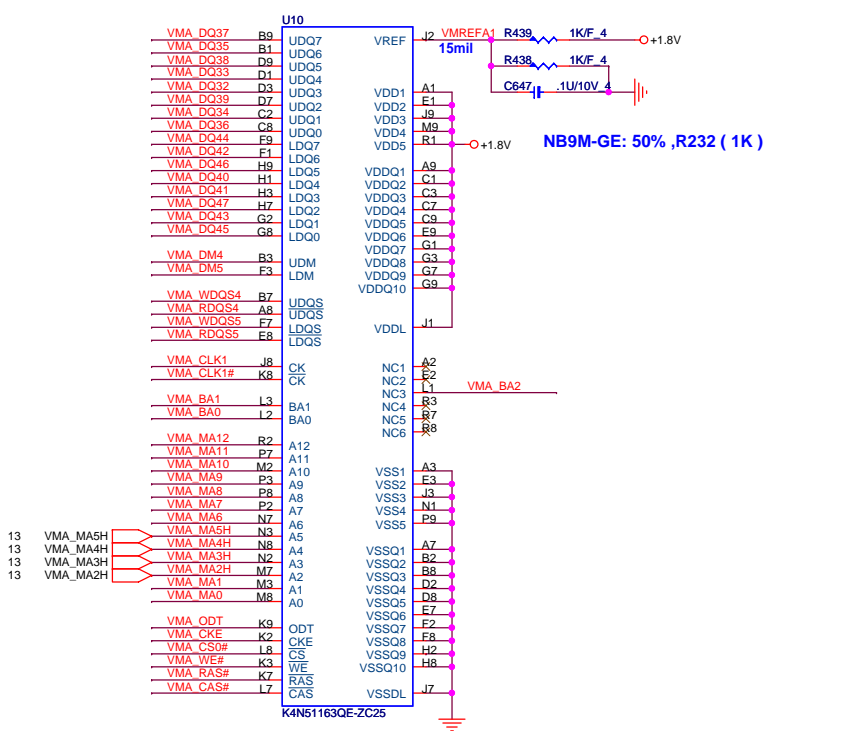 U10
VMA_DQ37 B9 UDQ7 VREF J2 VMREFA1 R439 1K/F_4 +1.8V
VMA_DQ35 B1 UDQ6 15mil
VMA_DQ38 D9 UDQ5 R438 1K/F_4
VMA_DQ33 D1 UDQ4
VMA_DQ32 D3 UDQ3 VDD1 A1 C647 .1U/10V_4
VMA_DQ39 D7 UDQ2 VDD2 E1
VMA_DQ34 C2 UDQ1 VDD3 J9
VMA_DQ36 C8 UDQ0 VDD4 M9
VMA_DQ44 F9 LDQ7 VDD5 R1 +1.8V NB9M-GE: 50% ,R232 ( 1K )
VMA_DQ42 F1 LDQ6
VMA_DQ46 H9 LDQ5 VDDQ1 A9
VMA_DQ40 H1 LDQ4 VDDQ2 C1
VMA_DQ41 H3 LDQ3 VDDQ3 C3
VMA_DQ47 H7 LDQ2 VDDQ4 C7
VMA_DQ43 G2 LDQ1 VDDQ5 C9
VMA_DQ45 G8 LDQ0 VDDQ6 E9
VDDQ7 G1
VMA_DM4 B3 UDM VDDQ8 G3
VMA_DM5 F3 LDM VDDQ9 G7
VDDQ10 G9
VMA_WDQS4 B7 UDQS
VMA_RDQS4 A8 UDQS
VMA_WDQS5 F7 LDQS VDDL J1
VMA_RDQS5 E8 LDQS
VMA_CLK1 J8 CK NC1 A2
VMA_CLK1# K8 CK NC2 E2
NC3 L1 VMA_BA2
VMA_BA1 L3 BA1 NC4 R3
VMA_BA0 L2 BA0 NC5 R7
NC6 R8
VMA_MA12 R2 A12
VMA_MA11 P7 A11
VMA_MA10 M2 A10 VSS1 A3
VMA_MA9 P3 A9 VSS2 E3
VMA_MA8 P8 A8 VSS3 J3
VMA_MA7 P2 A7 VSS4 N1
VMA_MA6 N7 A6 VSS5 P9
13 VMA_MA5H VMA_MA5H N3 A5
13 VMA_MA4H VMA_MA4H N8 A4 VSSQ1 A7
13 VMA_MA3H VMA_MA3H N2 A3 VSSQ2 B2
13 VMA_MA2H VMA_MA2H M7 A2 VSSQ3 B8
VMA_MA1 M3 A1 VSSQ4 D2
VMA_MA0 M8 A0 VSSQ5 D8
VSSQ6 E7
VMA_ODT K9 ODT VSSQ7 F2
VMA_CKE K2 CKE VSSQ8 F8
VMA_CS0# L8 CS VSSQ9 H2
VMA_WE# K3 WE VSSQ10 H8
VMA_RAS# K7 RAS
VMA_CAS# L7 CAS VSSDL J7
K4N51163QE-ZC25